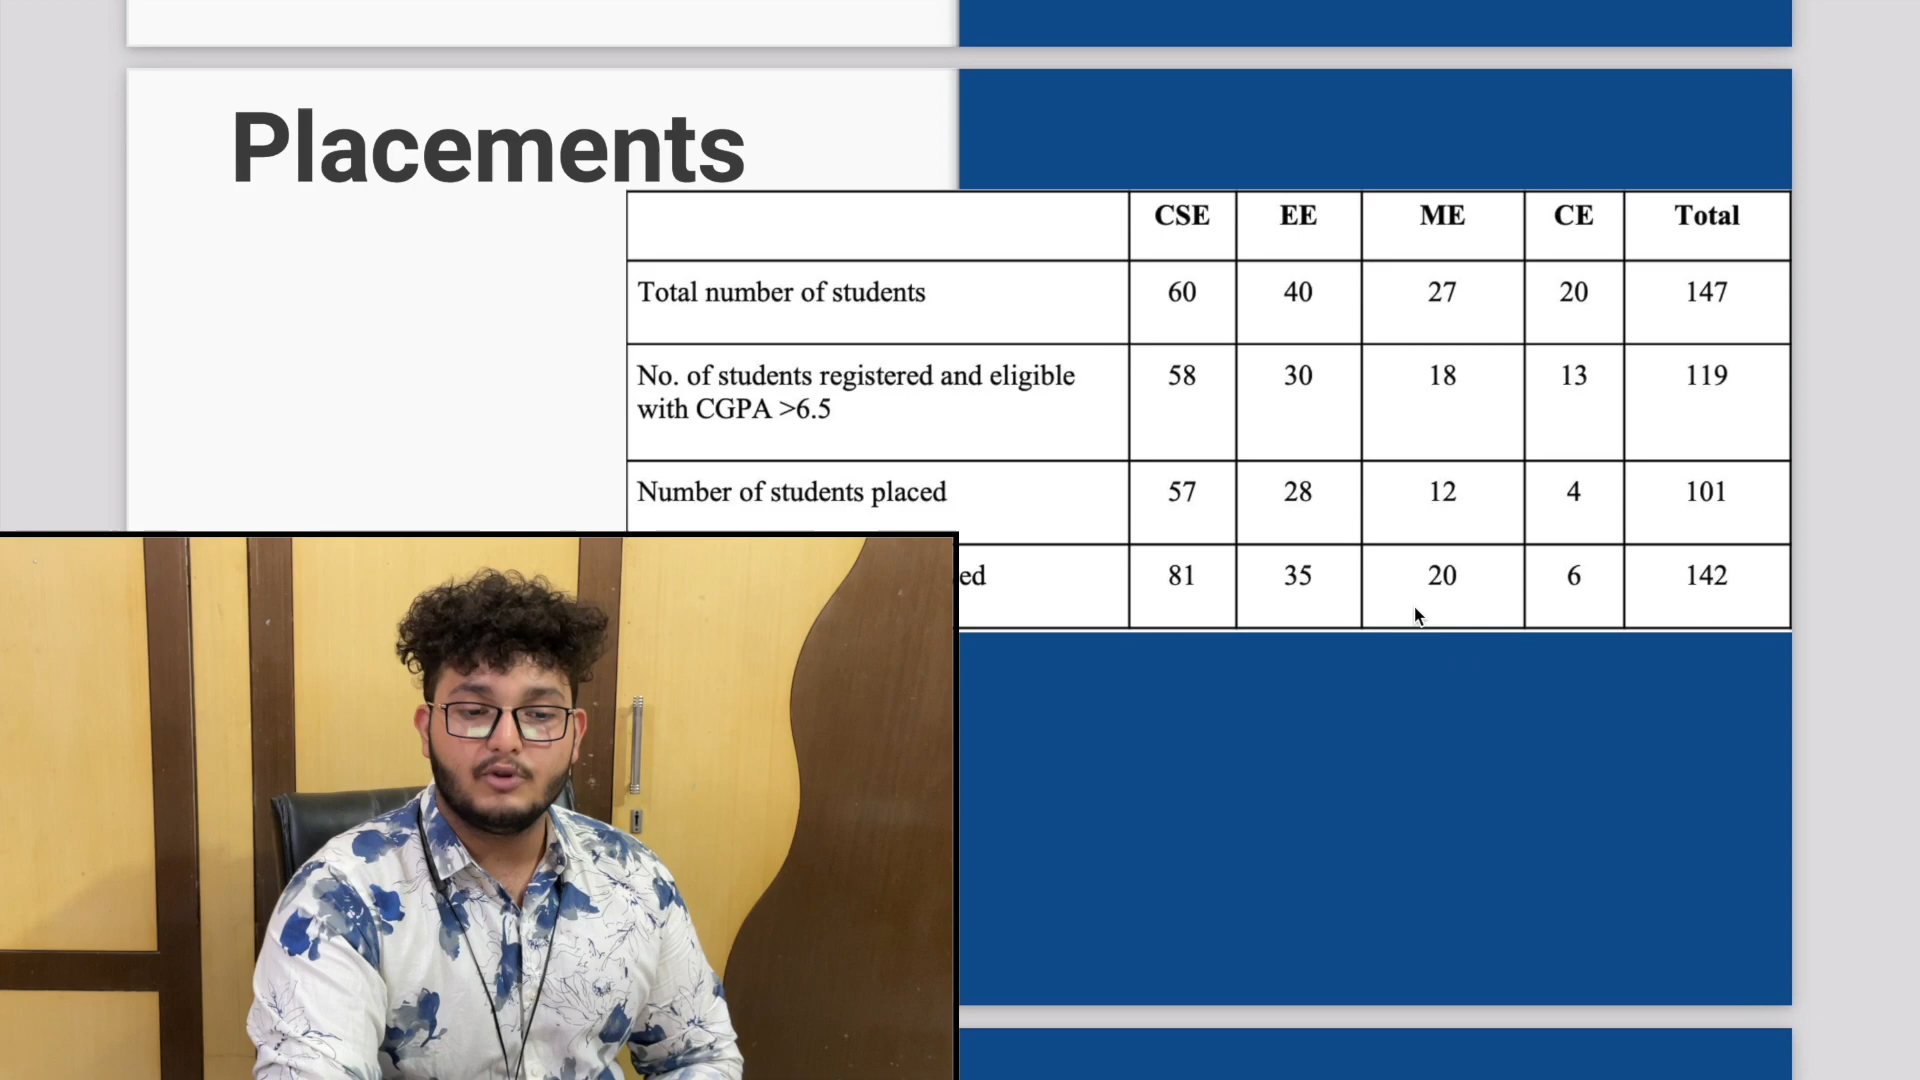 Placements
CSE EE ME CE Total
Total number of students 60 40 27 20 147
No. of students registered and eligible 58 30 18 13 119
with CGPA >6.5
Number of students placed 57 28 12 4 101
ed 81 35 20 6 142